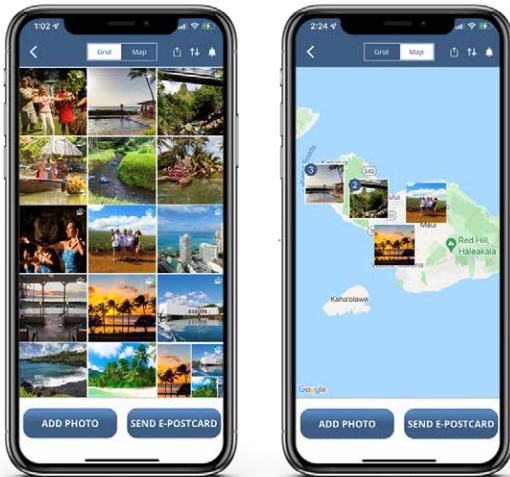 1:02
Grid Map
ADD PHOTO SEND E-POSTCARD
2:24
Grid Map
340
3
2
Maui
Red Hill,
Haleakala
Kaho'olawe
Google
ADD PHOTO SEND E-POSTCARD